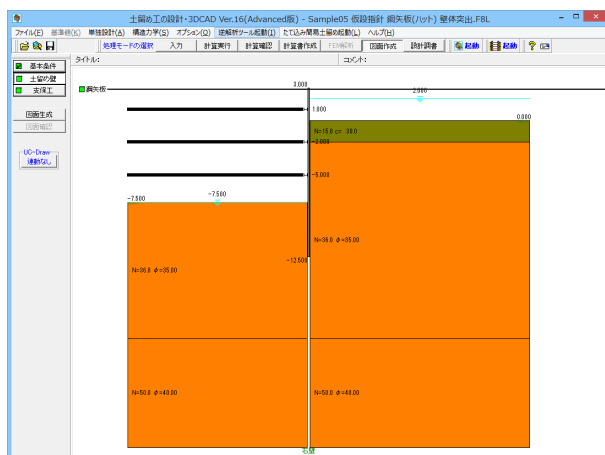 土留め工の設計・3DCAD Ver.16(Advanced版) - Sample05 仮設指針 鋼矢板(ハット) 壁体突出.FBL
ファイル(F) 基準値(K) 単独設計(A) 構造力学(S) オプション(O) 逆解析ツール起動(I) たて込み簡易土留の起動(L) ヘルプ(H)
処理モードの選択 入力 計算実行 計算確認 計算書作成 FEM解析 図面作成 設計調書 起動 起動
基本条件
土留め壁
支保工
図面生成
図面確認
UC-Draw
連動なし
タイトル: コメント:
鋼矢板
3.000
2.000
1.000
0.000
N=15.0 c= 30.0
-2.000
-5.000
-7.500
-7.500
N=36.0 φ=35.00
-12.500
N=36.0 φ=35.00
N=50.0 φ=40.00
N=50.0 φ=40.00
右壁